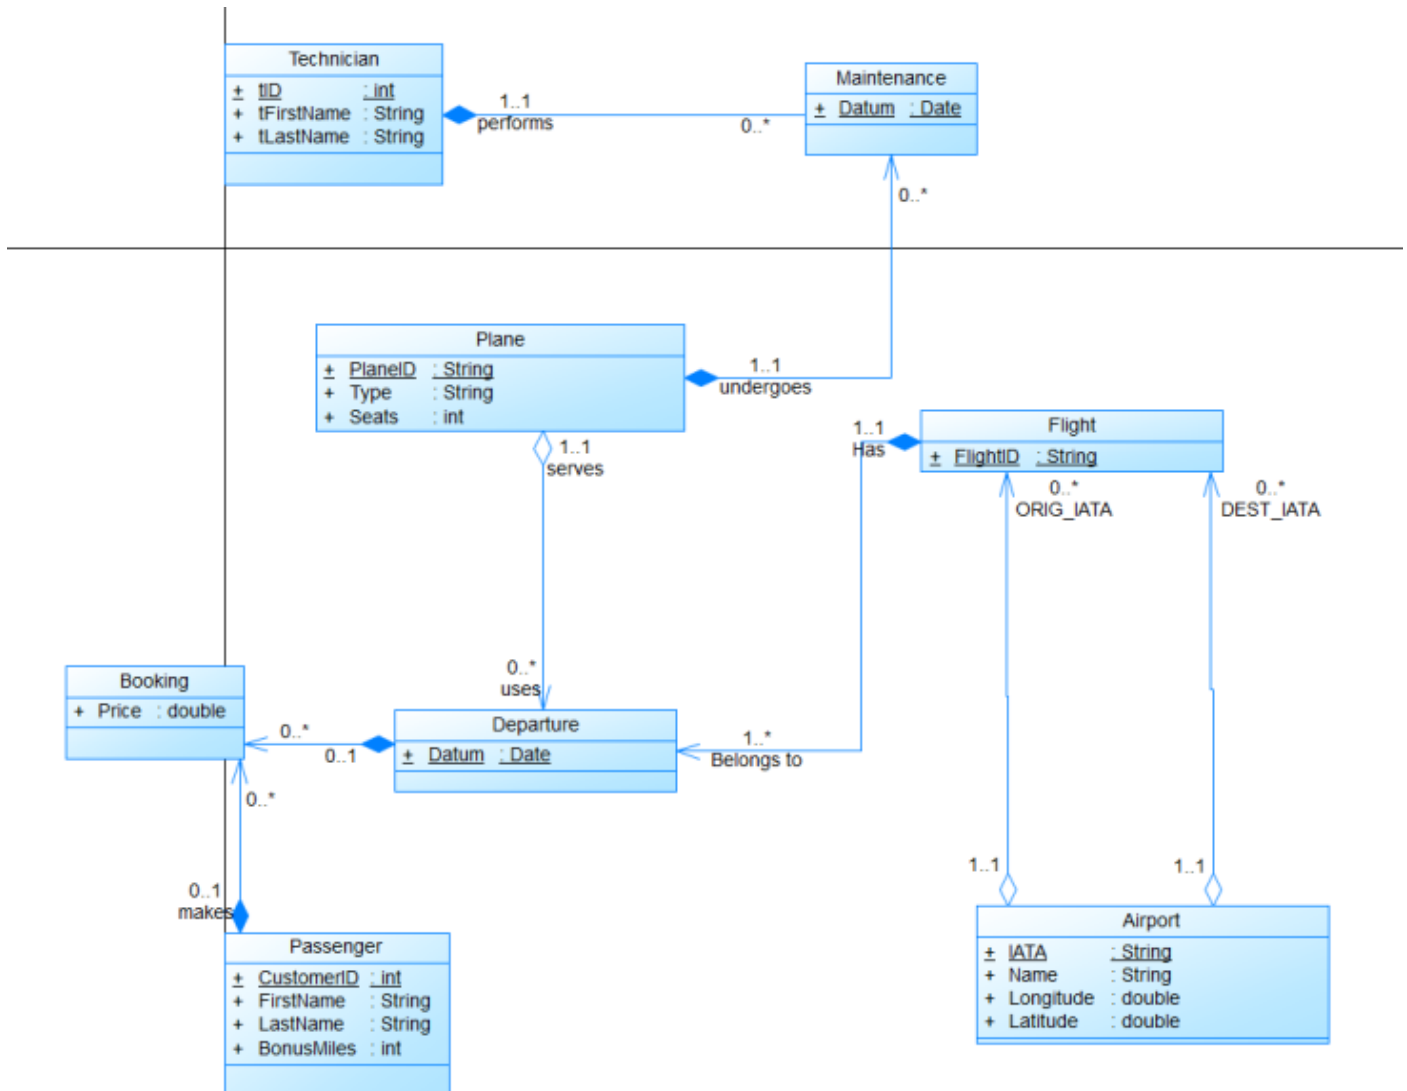 Technician
+ tID : int
+ tFirstName : String
+ tLastName : String
1..1
performs
0..*
Maintenance
+ Datum : Date
0..*
Plane
+ PlaneID : String
+ Type : String
+ Seats : int
1..1
undergoes
1..1
serves
1..1
Has
Flight
+ FlightID : String
0..*
ORIG_IATA
0..*
DEST_IATA
0..*
uses
Booking
+ Price : double
0..*
0..1
Departure
+ Datum : Date
1..*
Belongs to
0..*
0..1
makes
1..1
1..1
Passenger
+ CustomerID : int
+ FirstName : String
+ LastName : String
+ BonusMiles : int
Airport
+ IATA : String
+ Name : String
+ Longitude : double
+ Latitude : double